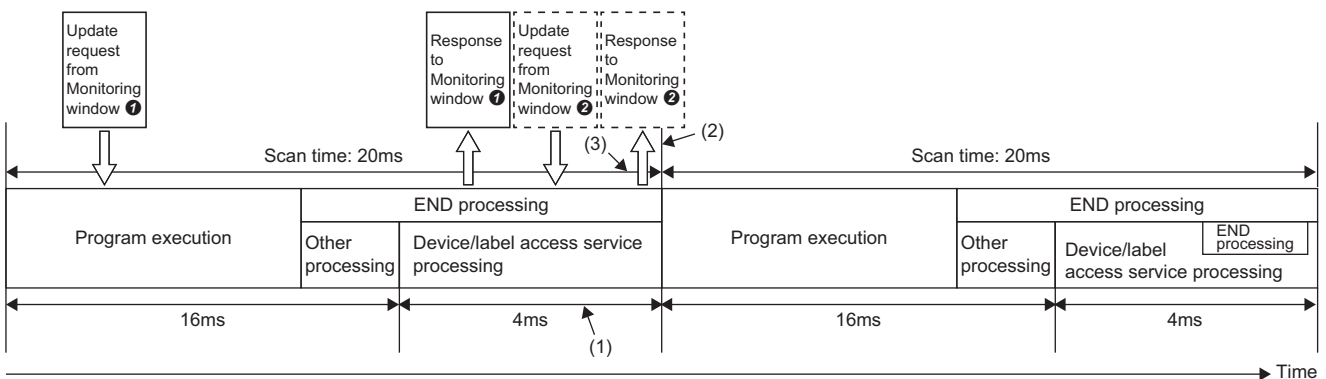 Update
request
from
Monitoring
window ❶
Response
to
Monitoring
window ❶
Update
request
from
Monitoring
window ❷
Response
to
Monitoring
window ❷
(2)
(3)
Scan time: 20ms
Scan time: 20ms
Program execution
END processing
Other
processing
Device/label access service
processing
Program execution
END processing
Other
processing
Device/label
access service processing
END
processing
16ms
4ms
16ms
4ms
(1)
Time